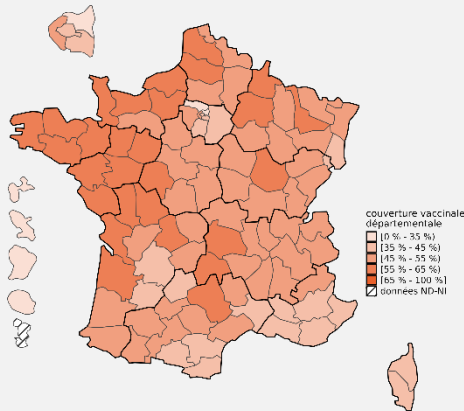 couverture vaccinale
départementale
[0 % - 35 %)
[35 % - 45 %)
[45 % - 55 %)
[55 % - 65 %)
[65 % - 100 %]
données ND-NI